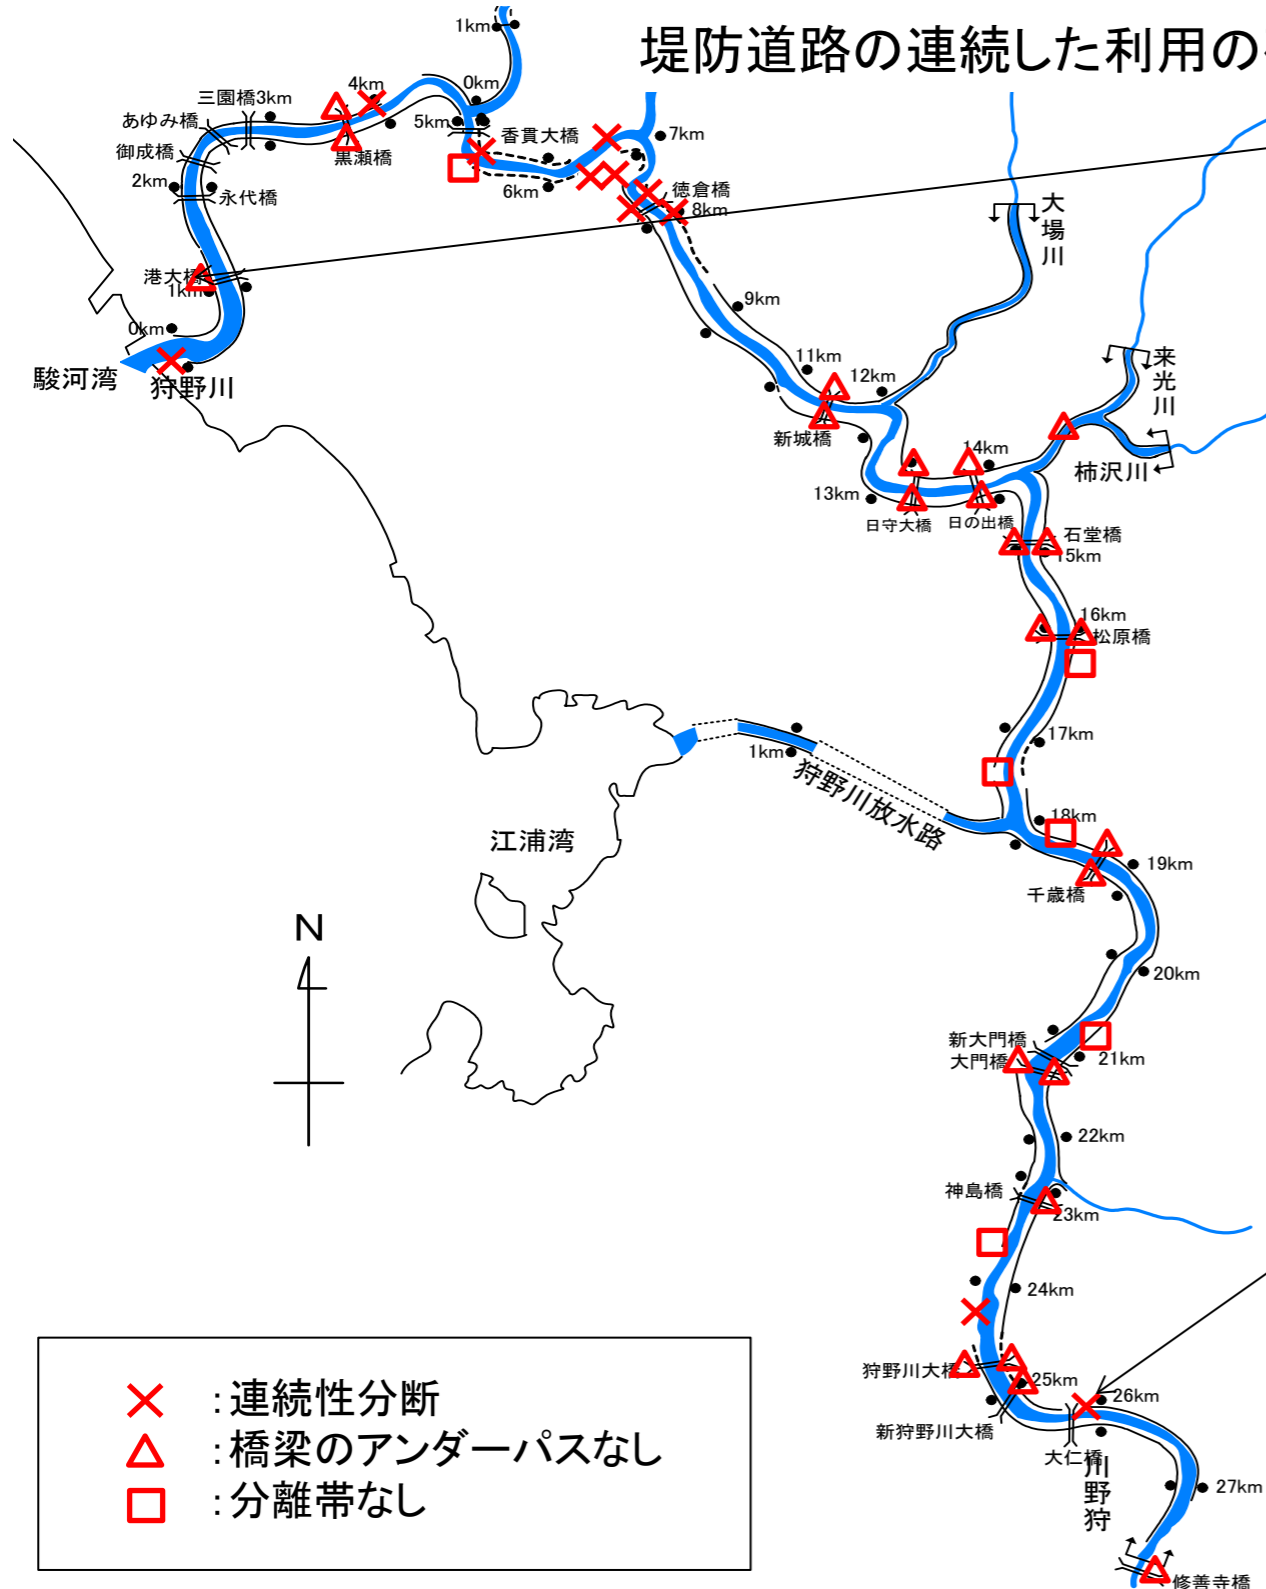 堤防道路の連続した利用の
1km
0km
4km
三園橋3km
あゆみ橋
5km
香貫大橋
7km
御成橋
黒瀬橋
2km
永代橋
6km
徳倉橋
8km
大場川
港大橋
1km
0km
9km
駿河湾
狩野川
11km
12km
来光川
新城橋
14km
柿沢川
13km
日守大橋
日の出橋
石堂橋
15km
16km
松原橋
17km
1km
狩野川放水路
18km
江浦湾
19km
千歳橋
N
20km
新大門橋
大門橋
21km
22km
神島橋
23km
24km
狩野川大橋
25km
26km
新狩野川大橋
大仁橋
川野狩
27km
修善寺橋
:連続性分断
:橋梁のアンダーパスなし
:分離帯なし